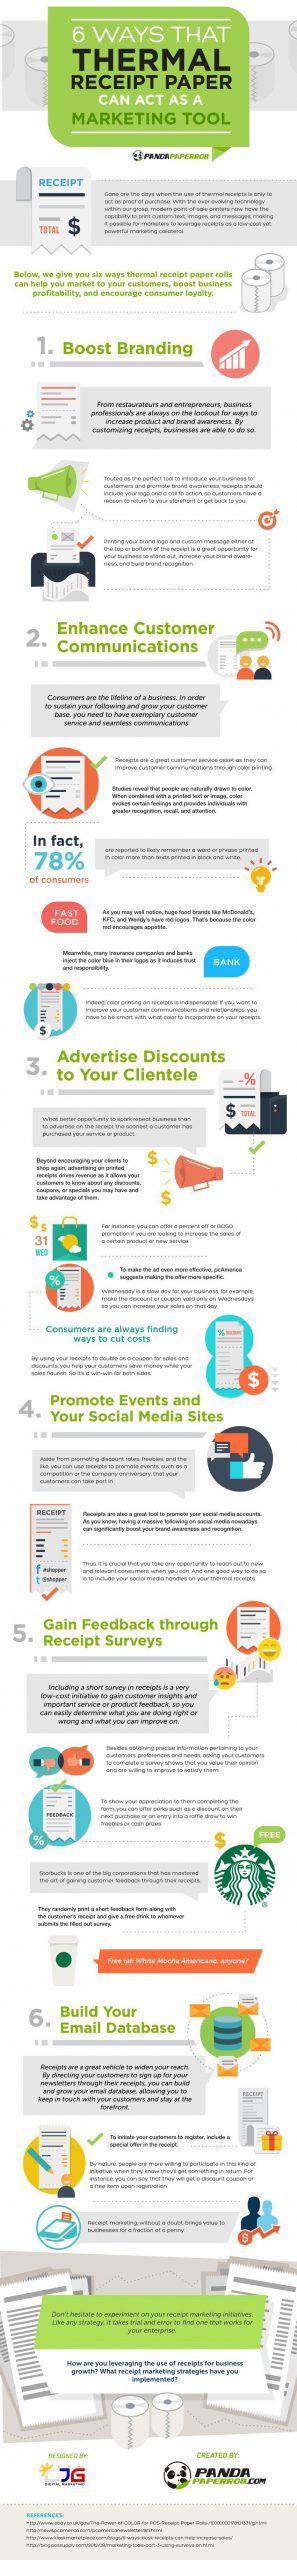 6 WAYS THAT
THERMAL
RECEIPT PAPER
CAN ACT AS A
MARKETING TOOL
PANDAPAPERROLL
RECEIPT
TOTAL $
Gone are the days when the use of thermal receipts is only to
act as proof of purchase. With the ever evolving technology
within our grasp, modern point of sale printers now have the
capability to print custom text, images, and messages, making
it possible for marketers to leverage receipts as a low-cost yet
powerful marketing collateral.
Below, we give you six ways thermal receipt paper rolls
can help you market to your customers, boost business
profitability, and encourage consumer loyalty.
1. Boost Branding
From restaurateurs and entrepreneurs, business
professionals are always on the lookout for ways to
increase product and brand awareness. By
customizing receipts, businesses are able to do so.
Touted as the perfect tool to introduce your business to
customers and promote brand awareness, receipts should
include your logo and a call to action, so customers have a
reason to return to your storefront or get back to you.
Printing your brand logo and custom message either at
the top or bottom of the receipt is a great opportunity for
your business to stand out, increase your brand aware-
ness, and build brand recognition.
2. Enhance Customer
Communications
Consumers are the lifeline of a business. In order
to sustain your following and grow your customer
base, you need to have exemplary customer
service and seamless communications
Receipts are a great customer service asset as they can
improve customer communications through color printing.
Studies reveal that people are naturally drawn to color.
When combined with a printed text or image, color
evokes certain feelings and provides individuals with
greater recognition, recall, and attention.
In fact,
78%
of consumers
are reported to likely remember a word or phrase printed
in color more than texts printed in black and white.
FAST
FOOD
As you may well notice, huge food brands like McDonald's,
KFC, and Wendy's have red logos. That's because the color
red encourages appetite.
Meanwhile, many insurance companies and banks
inject the color blue in their logos as it induces trust
and responsibility.
BANK
Indeed, color printing on receipts is indispensable. If you want to
improve your customer communications and relationships, you
have to be smart with what color to incorporate on your receipts.
$
3. Advertise Discounts
to Your Clientele
-%
$ TOTAL
What better opportunity to spark repeat business than
to advertise on the receipt the soonest a customer has
purchased your service or product.
Beyond encouraging your clients to
shop again, advertising on printed
receipts drives revenue as it allows your
customers to know about any discounts,
coupons, or specials you may have and
take advantage of them.
$
$
$
$ $
31
WED
For instance, you can offer a percent off or BOGO
promotion if you are looking to increase the sales of
a certain product or new service.
%
To make the ad even more effective, pcAmerica
suggests making the offer more specific.
Wednesday is a slow day for your business, for example,
make the discount or coupon valid only on Wednesdays
so you can increase your sales on that day.
Consumers are always finding
ways to cut costs
By using your receipts to double as a coupon for sales and
discounts, you help your customers save money while your
sales flourish. So it's a win-win for both sides.
% DISCOUNT
$
4. Promote Events and
Your Social Media Sites
Aside from promoting discount rates, freebies, and the
like, you can use receipts to promote events, such as a
competition or the company anniversary, that your
customers can take part in.
RECEIPT
f #shopper
t @shopper
Receipts are also a great tool to promote your social media accounts.
As you know, having a massive following on social media nowadays
can significantly boost your brand awareness and recognition.
Thus, it is crucial that you take any opportunity to reach out to new
and relevant consumers when you can. And one good way to do so
is to include your social media handles on your thermal receipts.
5. Gain Feedback through
Receipt Surveys
Including a short survey in receipts is a very
low-cost initiative to gain customer insights and
important service or product feedback, so you
can easily determine what you are doing right or
wrong and what you can improve on.
Besides obtaining precise information pertaining to your
customers' preferences and needs, asking your customers
to complete a survey shows that you value their opinion
and are willing to improve to satisfy them.
FEEDBACK
%
To show your appreciation to them completing the
form, you can offer perks such as a discount on their
next purchase or an entry into a raffle draw to win
freebies or cash prizes.
$
FREE
Starbucks is one of the big corporations that has mastered
the art of gaining customer feedback through their receipts.
They randomly print a short feedback form along with
the customer's receipt and give a free drink to whomever
submits the filled out survey.
Free tall White Mocha Americano, anyone?
6. Build Your
Email Database
Receipts are a great vehicle to widen your reach.
By directing your customers to sign up for your
newsletters through their receipts, you can build
and grow your email database, allowing you to
keep in touch with your customers and stay at the
forefront.
RECEIPT
To initiate your customers to register, include a
special offer in the receipt.
By nature, people are more willing to participate in this kind of
initiative when they know they'll get something in return. For
instance, you can say that they will get a discount coupon or
a free item upon registration.
Receipt marketing, without a doubt, brings value to
businesses for a fraction of a penny.
$
Don't hesitate to experiment on your receipt marketing initiatives.
Like any strategy, it takes trial and error to find one that works for
your enterprise.
How are you leveraging the use of receipts for business
growth? What receipt marketing strategies have you
implemented?
DESIGNED BY:
CREATED BY:
DIGITAL MARKETING
PANDA
PAPERROLL.COM
REFERENCES: